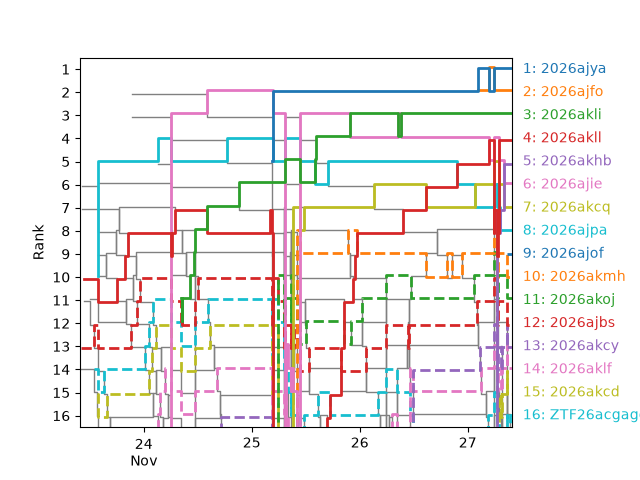 1
2
3
4
5
6
7
8
9
10
11
12
13
14
15
16
Rank
24
25
26
27
Nov
1: 2026ajya
2: 2026ajfo
3: 2026akli
4: 2026akll
5: 2026akhb
6: 2026ajie
7: 2026akcq
8: 2026ajpa
9: 2026ajof
10: 2026akmh
11: 2026akoj
12: 2026ajbs
13: 2026akcy
14: 2026aklf
15: 2026akcd
16: ZTF26acgag